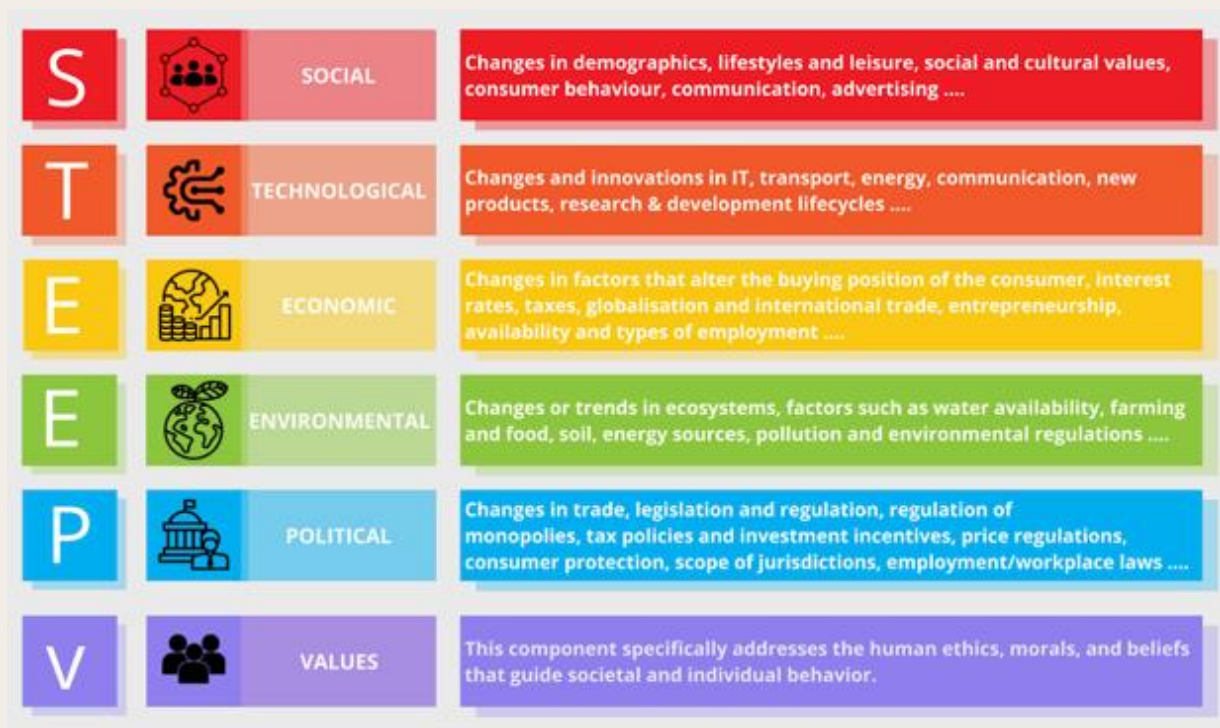 S
SOCIAL
Changes in demographics, lifestyles and leisure, social and cultural values,
consumer behaviour, communication, advertising ....
T
TECHNOLOGICAL
Changes and innovations in IT, transport, energy, communication, new
products, research & development lifecycles ....
E
ECONOMIC
Changes in factors that alter the buying position of the consumer, interest
rates, taxes, globalisation and international trade, entrepreneurship,
availability and types of employment ....
E
ENVIRONMENTAL
Changes or trends in ecosystems, factors such as water availability, farming
and food, soil, energy sources, pollution and environmental regulations ....
P
POLITICAL
Changes in trade, legislation and regulation, regulation of
monopolies, tax policies and investment incentives, price regulations,
consumer protection, scope of jurisdictions, employment/workplace laws ....
V
VALUES
This component specifically addresses the human ethics, morals, and beliefs
that guide societal and individual behavior.